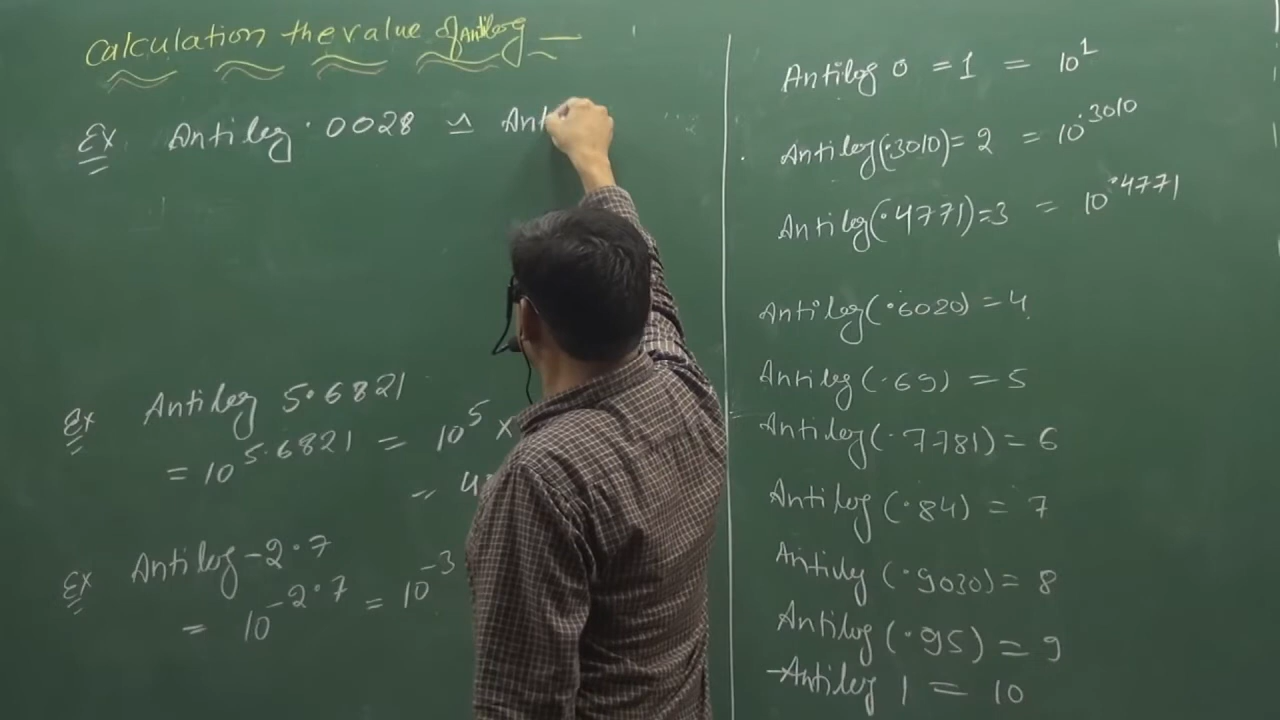 Calculation the value of Antilog —
Ex Antilog .0028 ≃ Ant
Ex Antilog 5.6821
= 10^5.6821 = 10^5 ×
= 4
Ex Antilog -2.7
= 10^-2.7 = 10^-3
Antilog 0 = 1 = 10^1
Antilog(.3010) = 2 = 10^.3010
Antilog(.4771) = 3 = 10^.4771
Antilog(.6020) = 4
Antilog(.69) = 5
Antilog(.7781) = 6
Antilog(.84) = 7
Antilog(.9030) = 8
Antilog(.95) = 9
Antilog 1 = 10